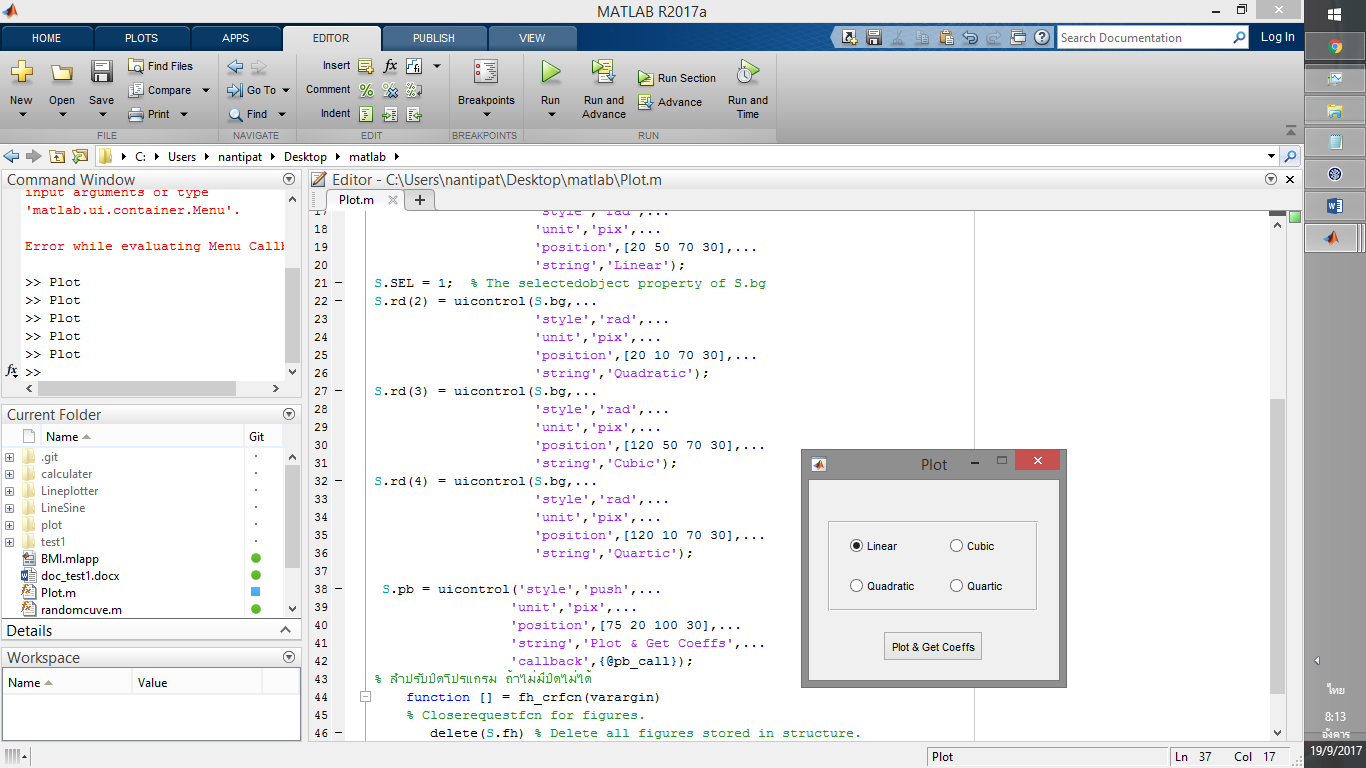 MATLAB R2017a
HOME PLOTS APPS EDITOR PUBLISH VIEW
Search Documentation
Log In
New Open Save
Find Files
Compare
Print
FILE
Go To
Find
NAVIGATE
Insert fx
Comment
Indent
EDIT
Breakpoints
BREAKPOINTS
Run
Run and Advance
Run Section
Advance
Run and Time
RUN
C: Users nantipat Desktop matlab
Command Window
input arguments of type
'matlab.ui.container.Menu'.
Error while evaluating Menu Callb
>> Plot
>> Plot
>> Plot
>> Plot
>> Plot
fx >>
Current Folder
Name Git
.git
calculater
Lineplotter
LineSine
plot
test1
BMI.mlapp
doc_test1.docx
Plot.m
randomcuve.m
Details
Workspace
Name Value
Editor - C:\Users\nantipat\Desktop\matlab\Plot.m
Plot.m
17 'style','rad',...
18 'unit','pix',...
19 'position',[20 50 70 30],...
20 'string','Linear');
21 S.SEL = 1; % The selectedobject property of S.bg
22 S.rd(2) = uicontrol(S.bg,...
23 'style','rad',...
24 'unit','pix',...
25 'position',[20 10 70 30],...
26 'string','Quadratic');
27 S.rd(3) = uicontrol(S.bg,...
28 'style','rad',...
29 'unit','pix',...
30 'position',[120 50 70 30],...
31 'string','Cubic');
32 S.rd(4) = uicontrol(S.bg,...
33 'style','rad',...
34 'unit','pix',...
35 'position',[120 10 70 30],...
36 'string','Quartic');
37
38 S.pb = uicontrol('style','push',...
39 'unit','pix',...
40 'position',[75 20 100 30],...
41 'string','Plot & Get Coeffs',...
42 'callback',{@pb_call});
43 % สำปรับปิดโปรแกรม ถ้าไม่มีปิดไม่ได้
44 function [] = fh_crfcn(varargin)
45 % Closerequestfcn for figures.
46 delete(S.fh) % Delete all figures stored in structure.
Plot
Linear Cubic
Quadratic Quartic
Plot & Get Coeffs
Plot
Ln 37 Col 17
ไทย
8:13
อังคาร
19/9/2017